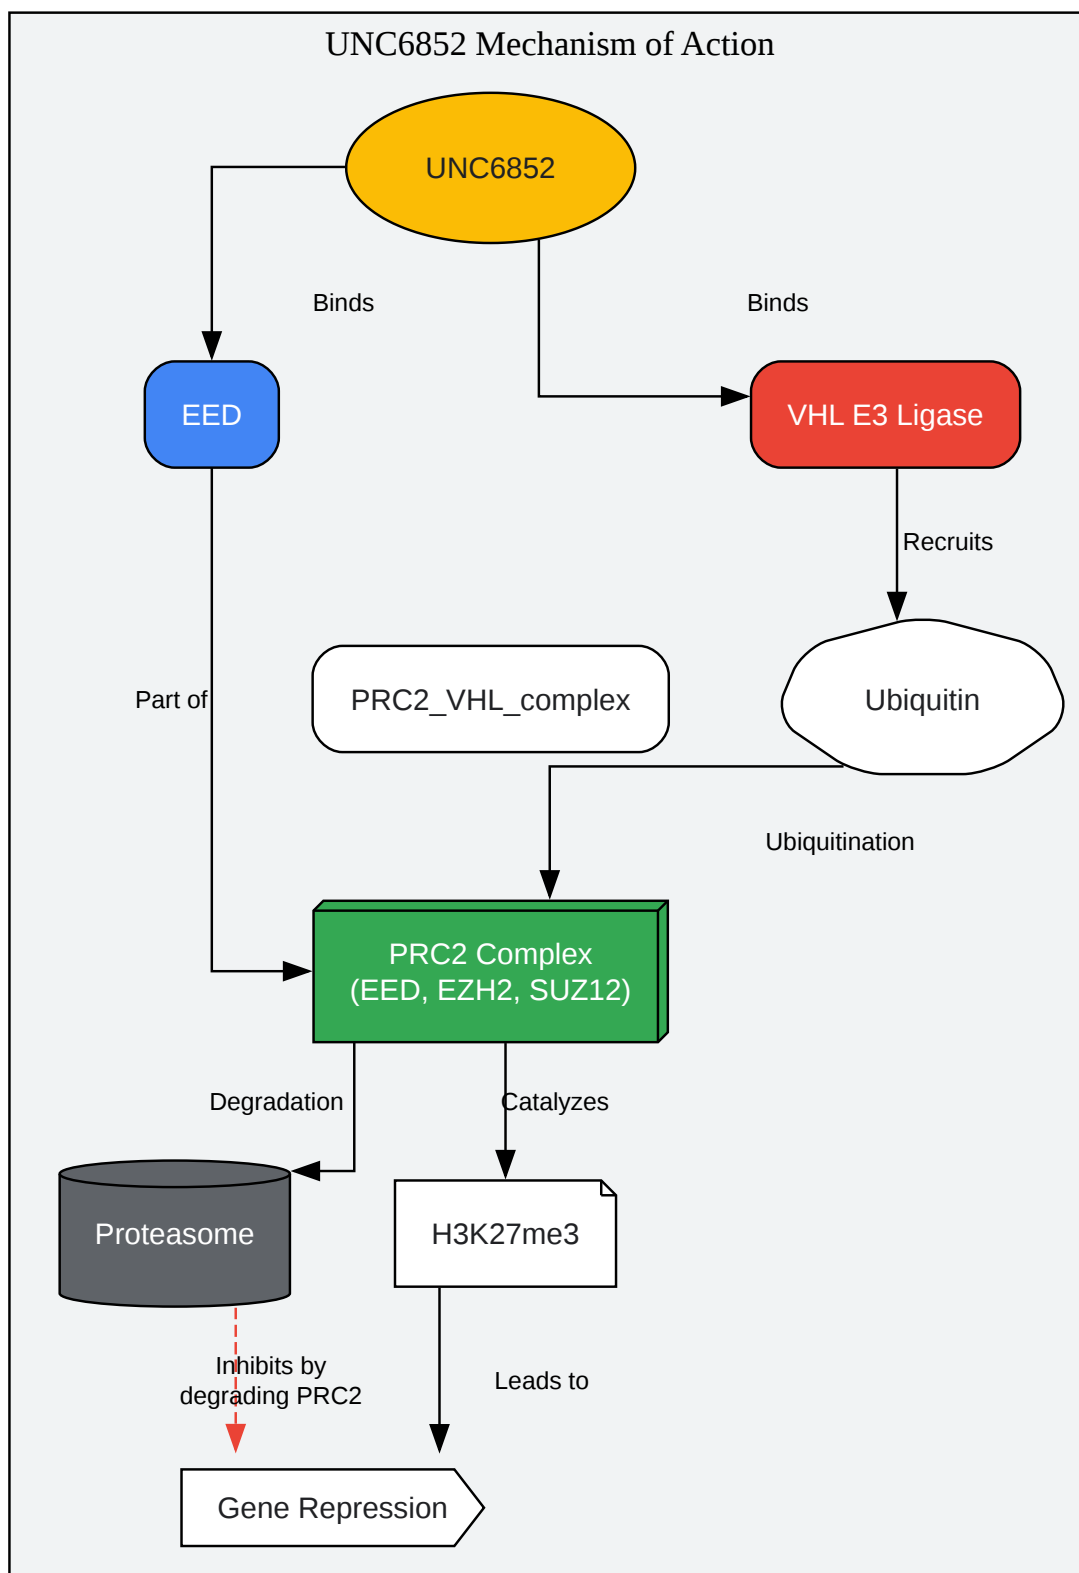 UNC6852 Mechanism of Action
UNC6852
Binds
Binds
EED
VHL E3 Ligase
Recruits
Part of
PRC2_VHL_complex
Ubiquitin
Ubiquitination
PRC2 Complex
(EED, EZH2, SUZ12)
Degradation
Catalyzes
Proteasome
H3K27me3
Inhibits by
degrading PRC2
Leads to
Gene Repression